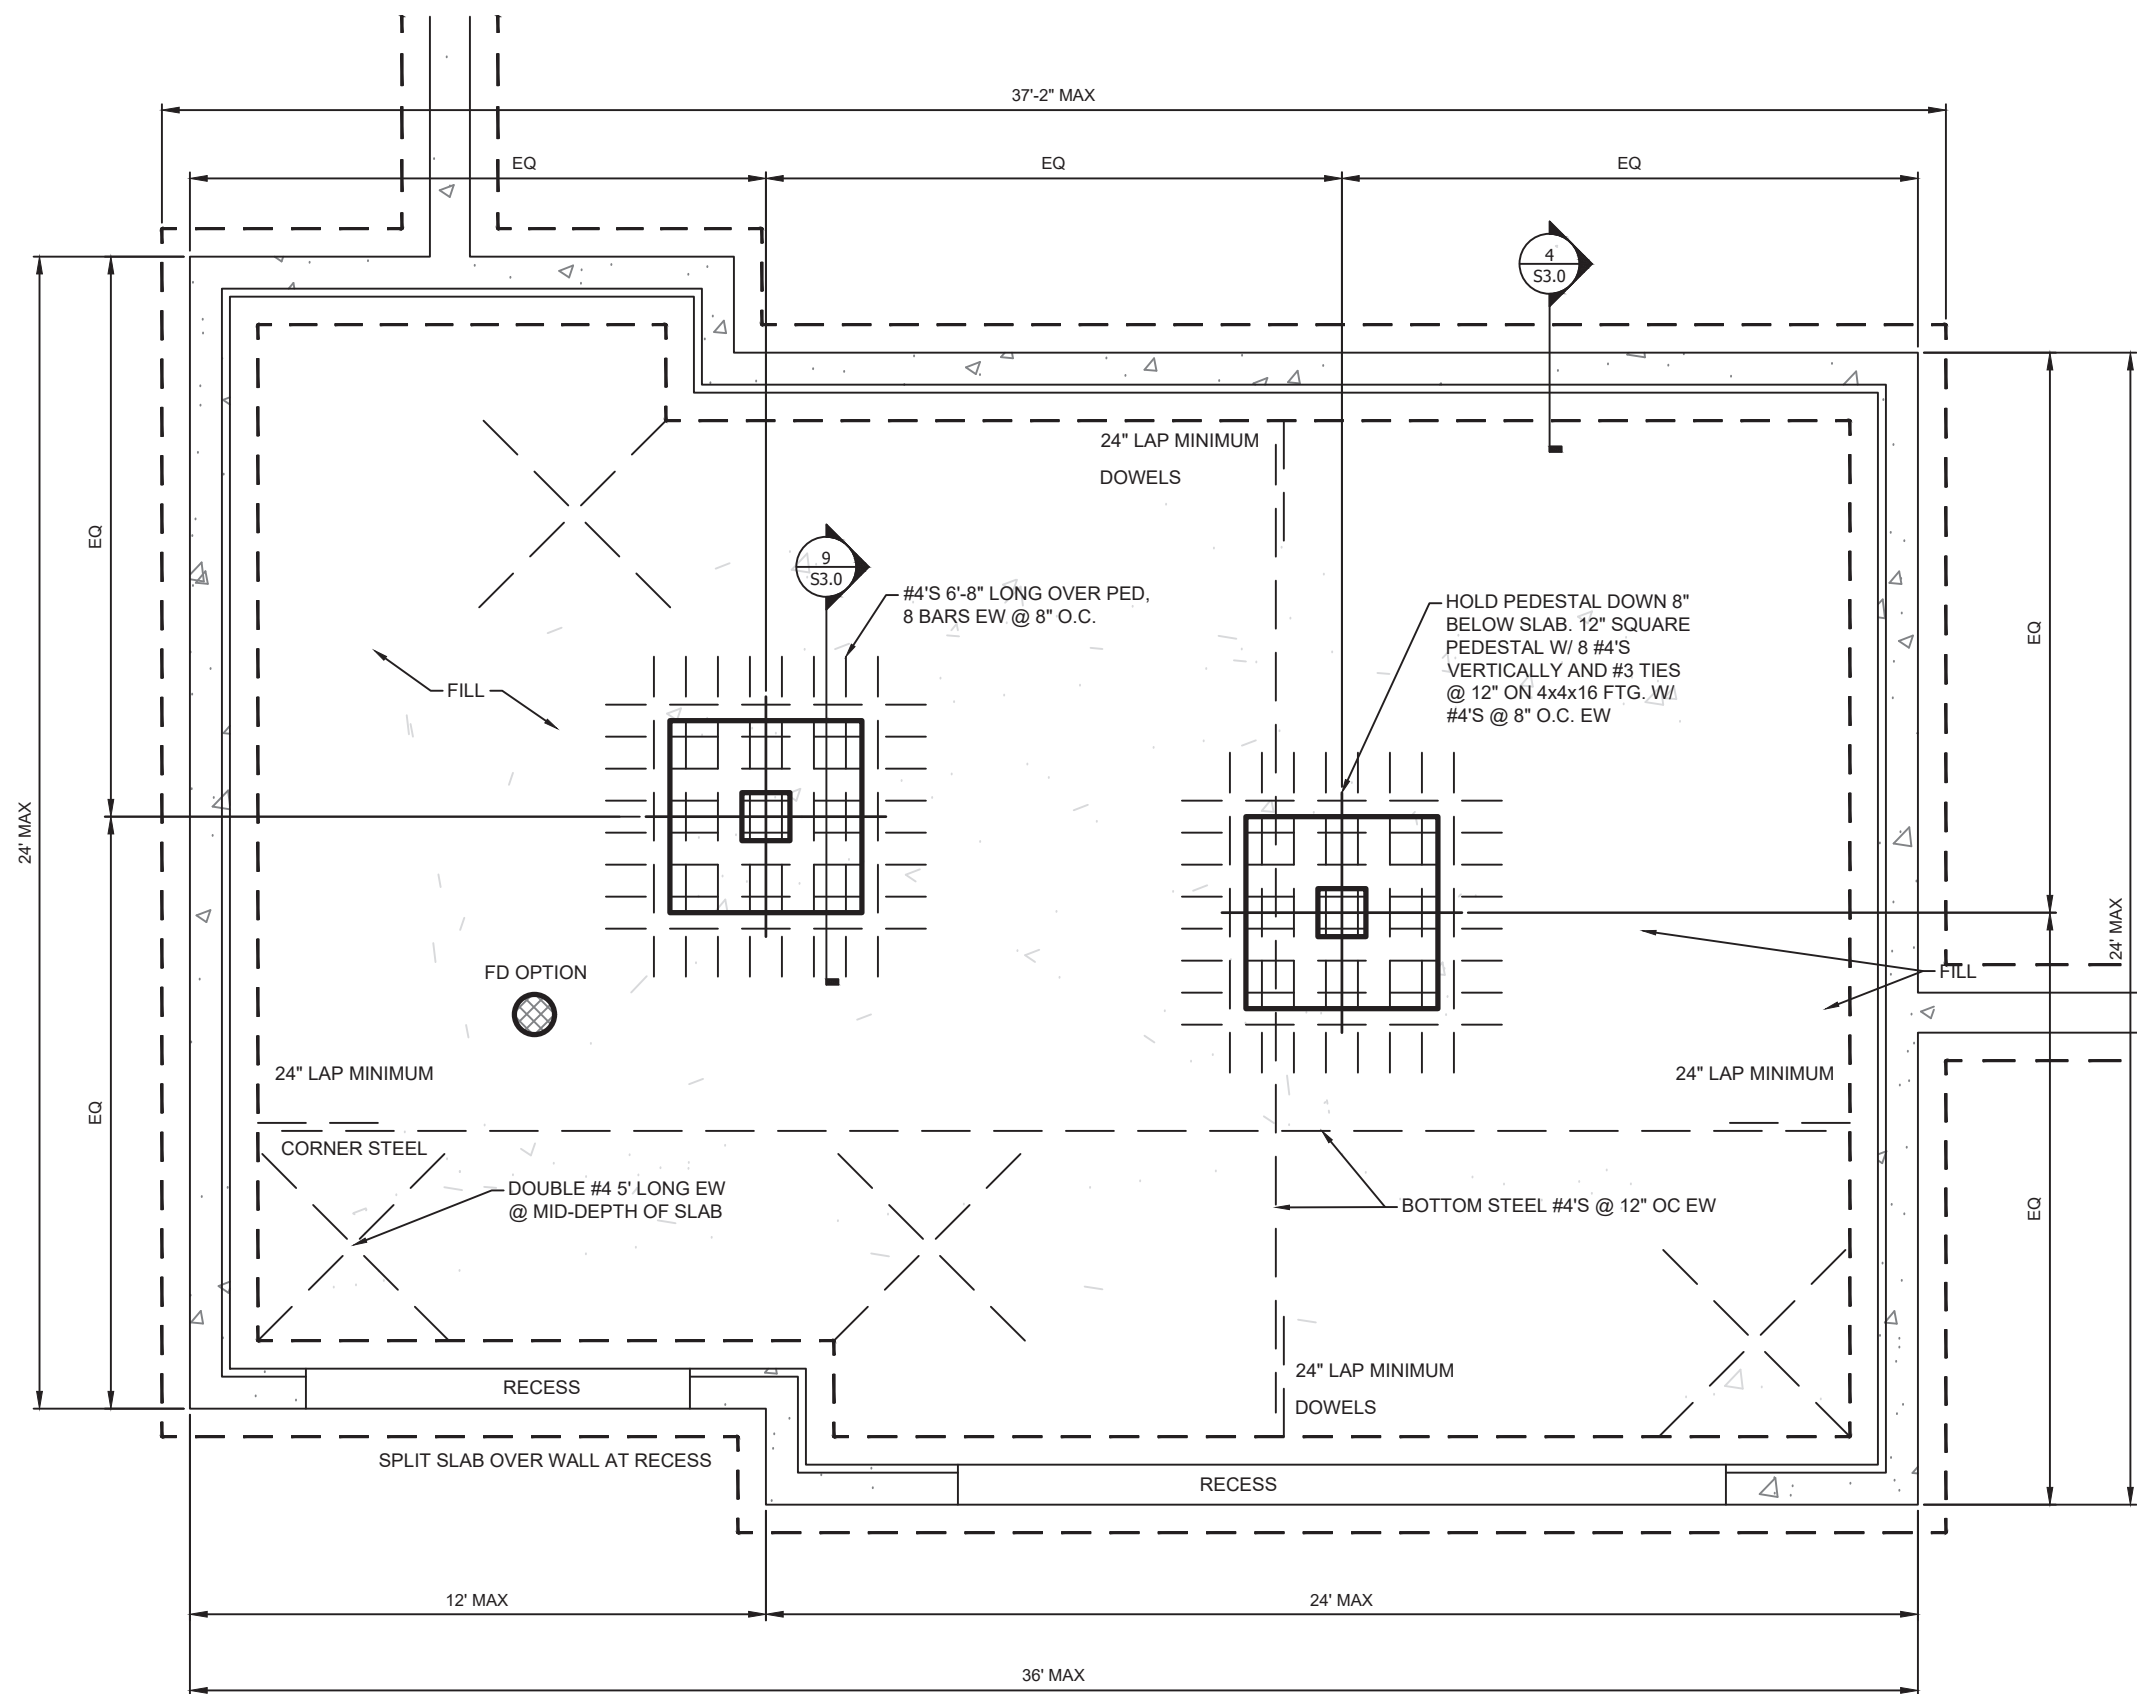 37'-2" MAX
EQ
EQ
EQ
4
S3.0
24" LAP MINIMUM
DOWELS
EQ
9
S3.0
#4'S 6'-8" LONG OVER PED,
8 BARS EW @ 8" O.C.
HOLD PEDESTAL DOWN 8"
BELOW SLAB. 12" SQUARE
PEDESTAL W/ 8 #4'S
VERTICALLY AND #3 TIES
@ 12" ON 4x4x16 FTG. W/
#4'S @ 8" O.C. EW
EQ
FILL
24' MAX
24' MAX
FD OPTION
FILL
24" LAP MINIMUM
24" LAP MINIMUM
EQ
CORNER STEEL
DOUBLE #4 5' LONG EW
@ MID-DEPTH OF SLAB
BOTTOM STEEL #4'S @ 12" OC EW
EQ
24" LAP MINIMUM
DOWELS
RECESS
SPLIT SLAB OVER WALL AT RECESS
RECESS
12' MAX
24' MAX
36' MAX